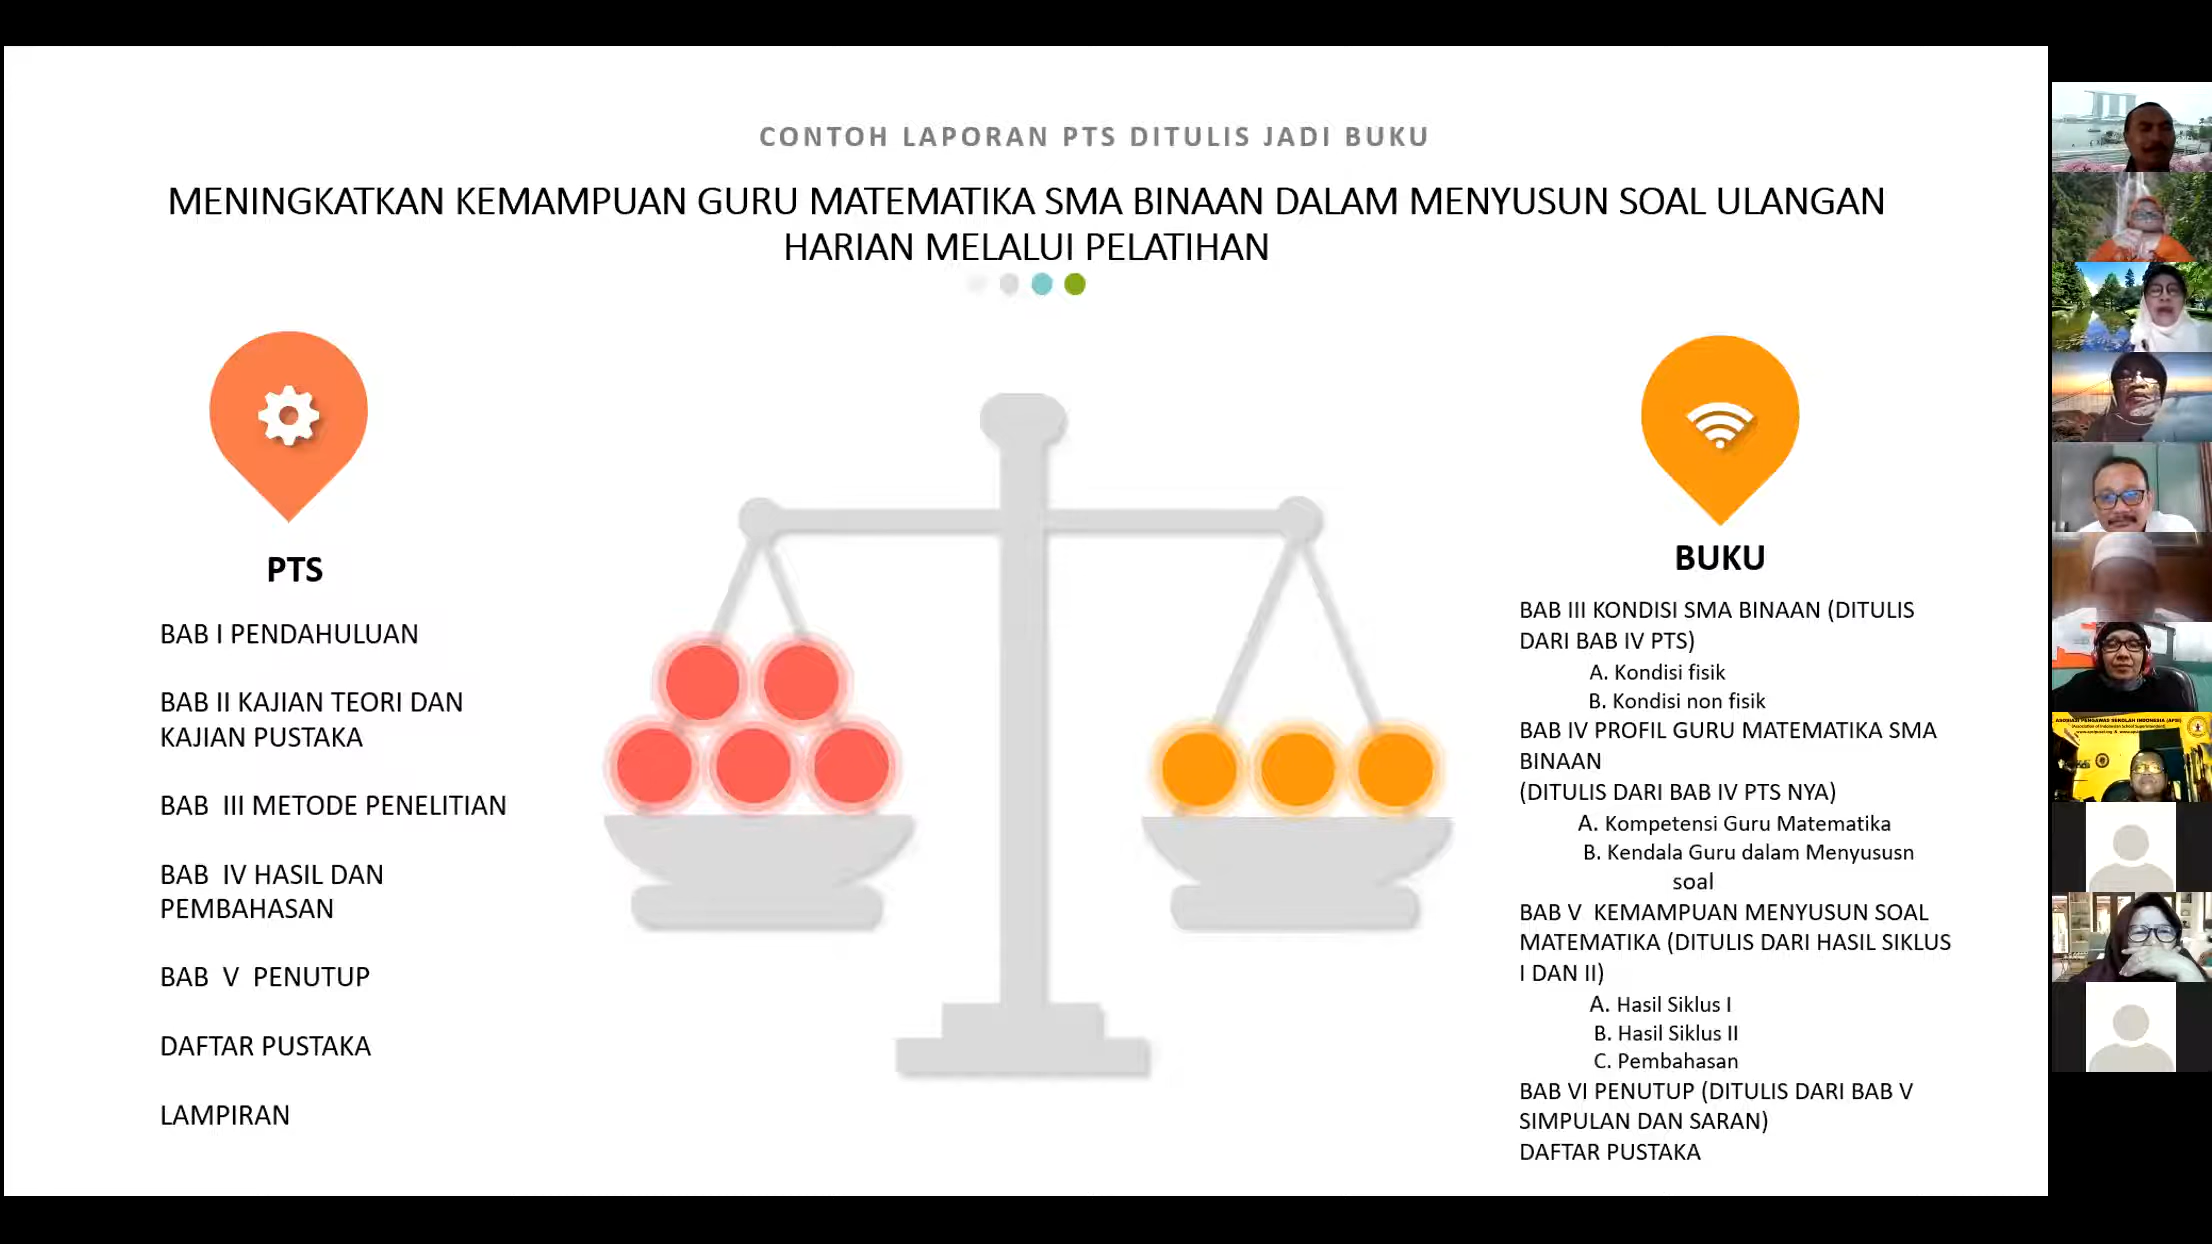 CONTOH LAPORAN PTS DITULIS JADI BUKU
MENINGKATKAN KEMAMPUAN GURU MATEMATIKA SMA BINAAN DALAM MENYUSUN SOAL ULANGAN
HARIAN MELALUI PELATIHAN
PTS
BAB I PENDAHULUAN
BAB II KAJIAN TEORI DAN
KAJIAN PUSTAKA
BAB III METODE PENELITIAN
BAB IV HASIL DAN
PEMBAHASAN
BAB V PENUTUP
DAFTAR PUSTAKA
LAMPIRAN
BUKU
BAB III KONDISI SMA BINAAN (DITULIS
DARI BAB IV PTS)
A. Kondisi fisik
B. Kondisi non fisik
BAB IV PROFIL GURU MATEMATIKA SMA
BINAAN
(DITULIS DARI BAB IV PTS NYA)
A. Kompetensi Guru Matematika
B. Kendala Guru dalam Menyususn
soal
BAB V KEMAMPUAN MENYUSUN SOAL
MATEMATIKA (DITULIS DARI HASIL SIKLUS
I DAN II)
A. Hasil Siklus I
B. Hasil Siklus II
C. Pembahasan
BAB VI PENUTUP (DITULIS DARI BAB V
SIMPULAN DAN SARAN)
DAFTAR PUSTAKA
ASOSIASI PENGAWAS SEKOLAH INDONESIA (APSI)